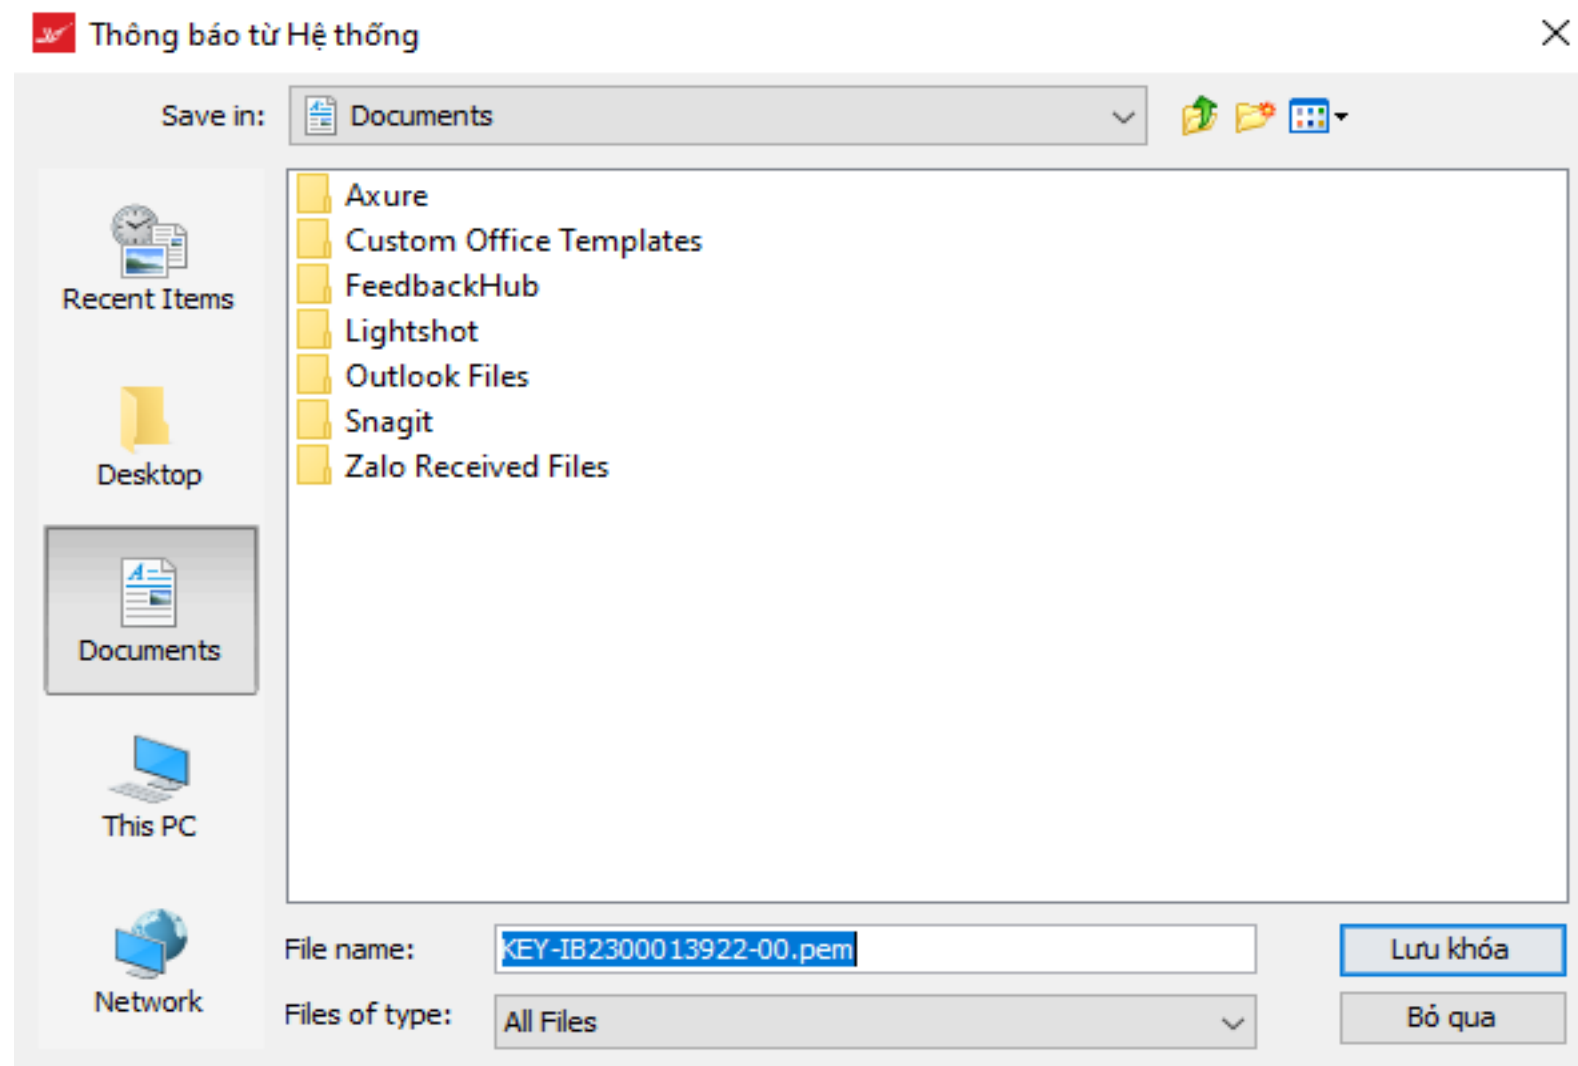 Thông báo từ Hệ thống
Save in:
Documents
Recent Items
Desktop
Documents
This PC
Network
Axure
Custom Office Templates
FeedbackHub
Lightshot
Outlook Files
Snagit
Zalo Received Files
File name:
KEY-IB2300013922-00.pem
Lưu khóa
Files of type:
All Files
Bỏ qua